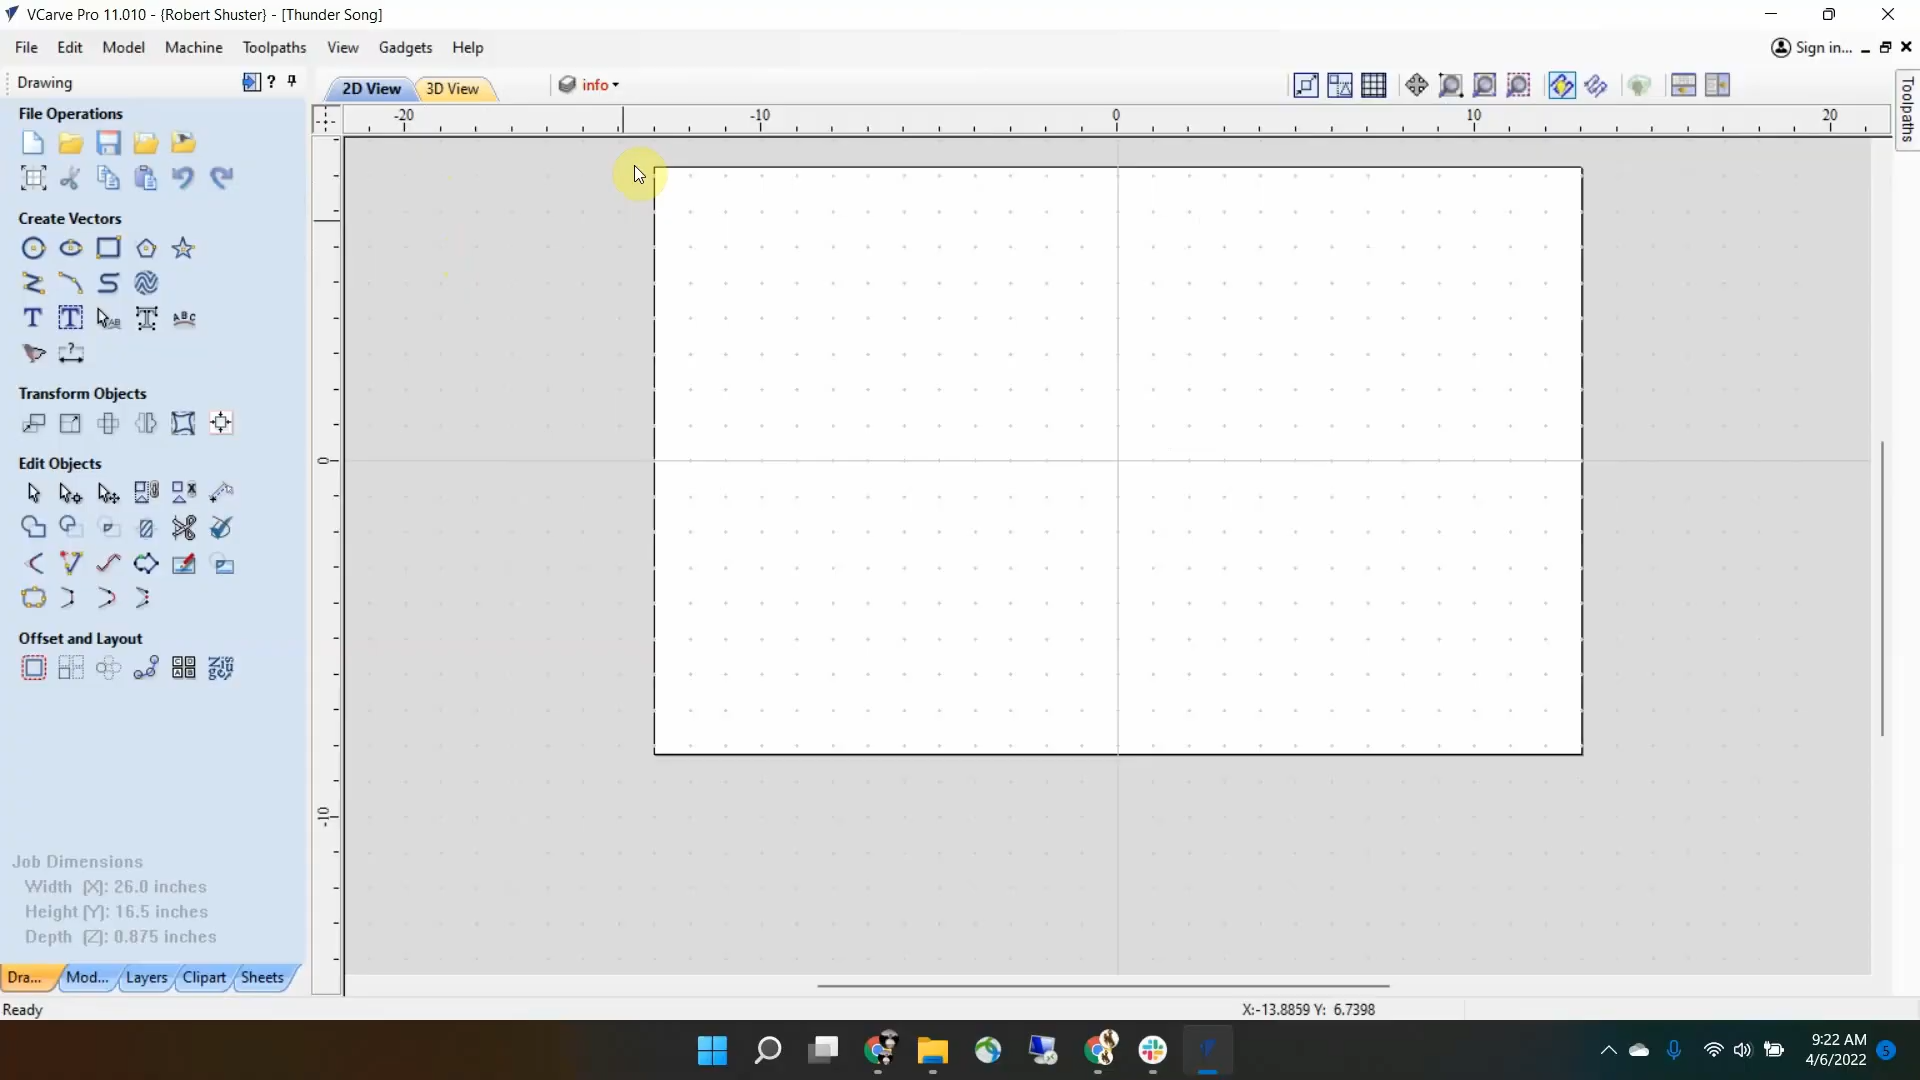 VCarve Pro 11.010 - {Robert Shuster} - [Thunder Song]
File Edit Model Machine Toolpaths View Gadgets Help
Sign in...
Drawing
?
2D View
3D View
info
Toolpaths
File Operations
Create Vectors
Transform Objects
Edit Objects
Offset and Layout
-20
-10
0
10
20
0
-10
Job Dimensions
Width (X): 26.0 inches
Height (Y): 16.5 inches
Depth (Z): 0.875 inches
Dra...
Mod...
Layers
Clipart
Sheets
Ready
X:-13.8859 Y: 6.7398
9:22 AM
4/6/2022
5